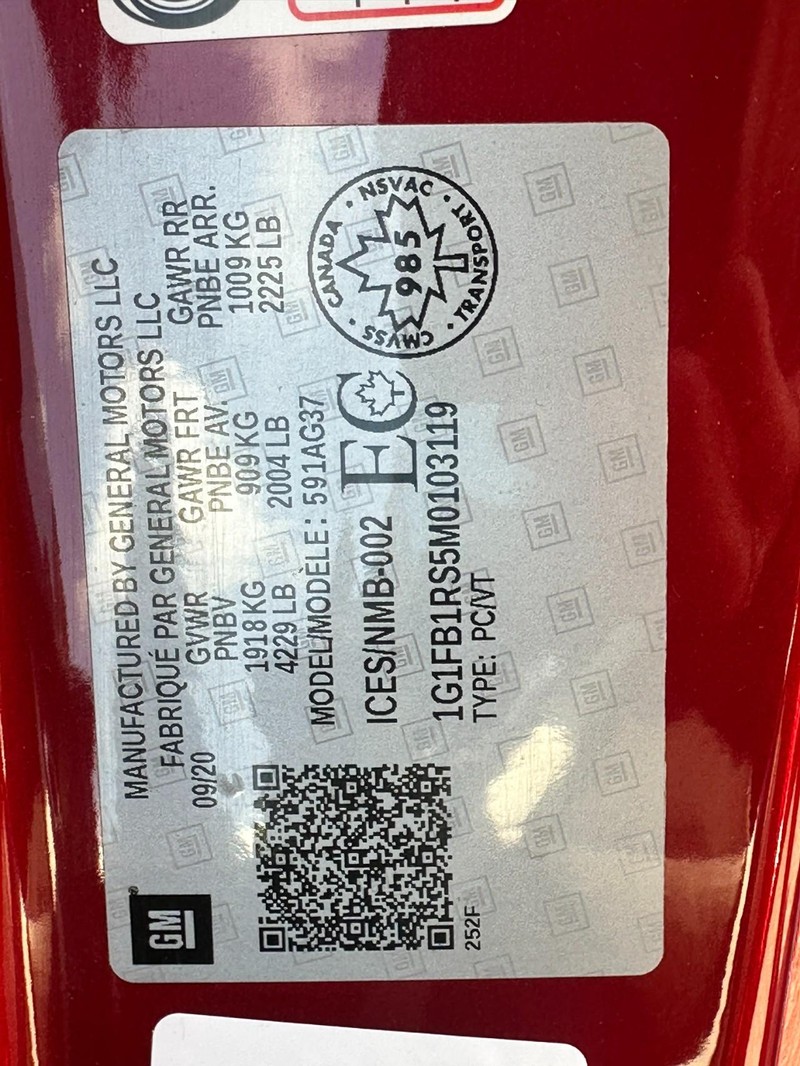 GM
MANUFACTURED BY GENERAL MOTORS LLC
FABRIQUÉ PAR GENERAL MOTORS LLC
09/20 GVWR GAWR FRT GAWR RR
PNBV PNBE AV. PNBE ARR.
1918 KG 909 KG 1009 KG
4229 LB 2004 LB 2225 LB
MODEL/MODÈLE: 591AG37
ICES/NMB-002 EC
CANADA · NSVAC · TRANSPORT · CMVSS
985
1G1FB1RS5M0103119
TYPE: PC/VT
252F